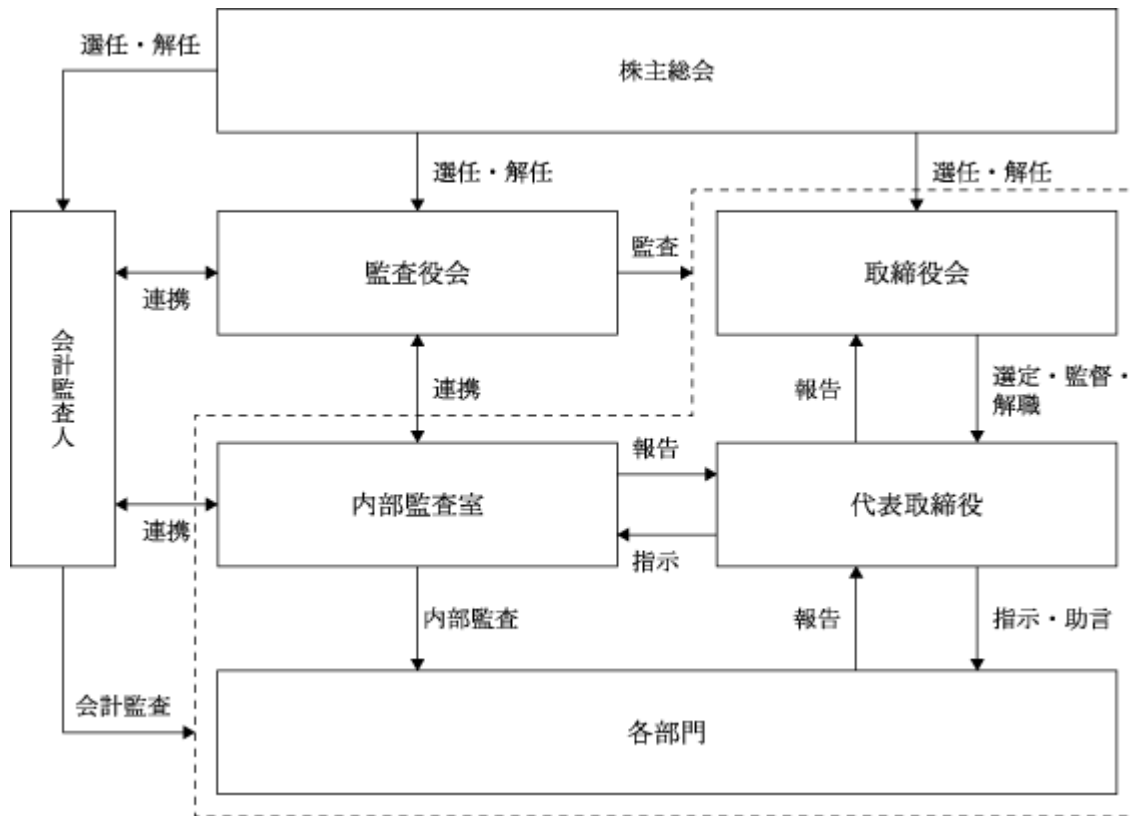 選任・解任
株主総会
選任・解任
選任・解任
監査役会
監査
取締役会
連携
会計監査人
連携
報告
選定・監督・
解職
内部監査室
報告
代表取締役
連携
指示
内部監査
報告
指示・助言
会計監査
各部門